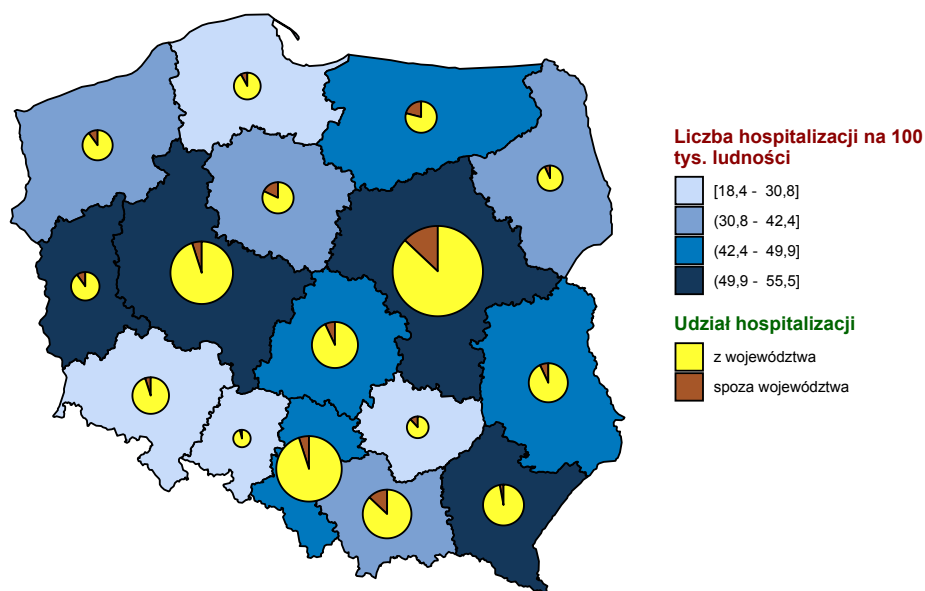 Liczba hospitalizacji na 100
tys. ludności
[18,4 - 30,8]
(30,8 - 42,4]
(42,4 - 49,9]
(49,9 - 55,5]
Udział hospitalizacji
z województwa
spoza województwa